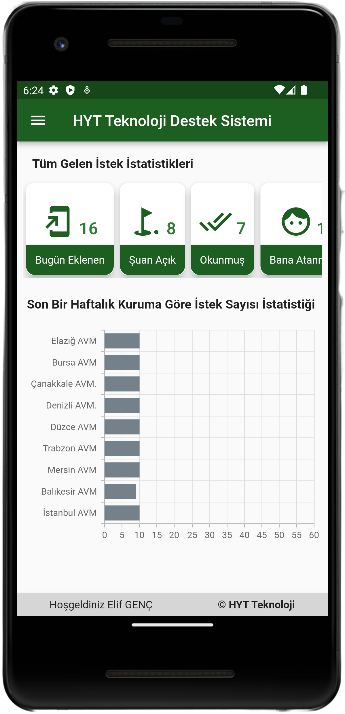 6:24
HYT Teknoloji Destek Sistemi
Tüm Gelen İstek İstatistikleri
16 8 7 1
Bugün Eklenen Şuan Açık Okunmuş Bana
Son Bir Haftalık Kuruma Göre İstek Sayısı İstatistiği
Elazığ AVM
Bursa AVM
Çanakkale AVM.
Denizli AVM.
Düzce AVM
Trabzon AVM
Mersin AVM
Balıkesir AVM
İstanbul AVM
0 5 10 15 20 25 30 35 40 45 50 55 60
Hoşgeldiniz Elif GENÇ © HYT Teknoloji